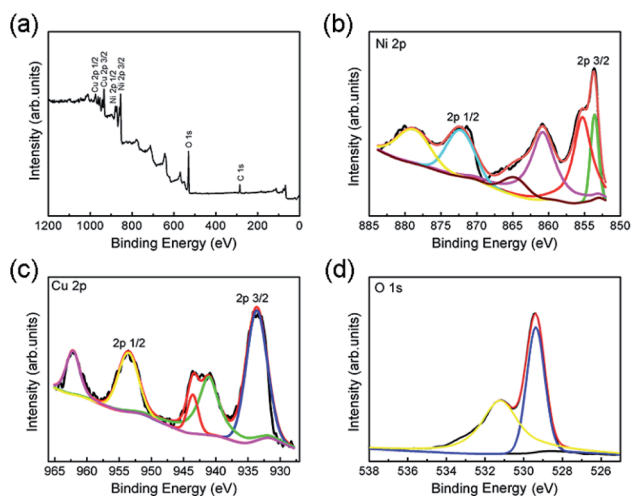 (a)
Cu 2p 1/2
Cu 2p 3/2
Ni 2p 1/2
Ni 2p 3/2
O 1s
C 1s
Intensity (arb.units)
1200 1000 800 600 400 200 0
Binding Energy (eV)
(b)
Ni 2p
2p 1/2
2p 3/2
Intensity (arb.units)
885 880 875 870 865 860 855 850
Binding Energy (eV)
(c)
Cu 2p
2p 1/2
2p 3/2
Intensity (arb.units)
965 960 955 950 945 940 935 930
Binding Energy (eV)
(d)
O 1s
Intensity (arb.units)
538 536 534 532 530 528 526
Binding Energy (eV)